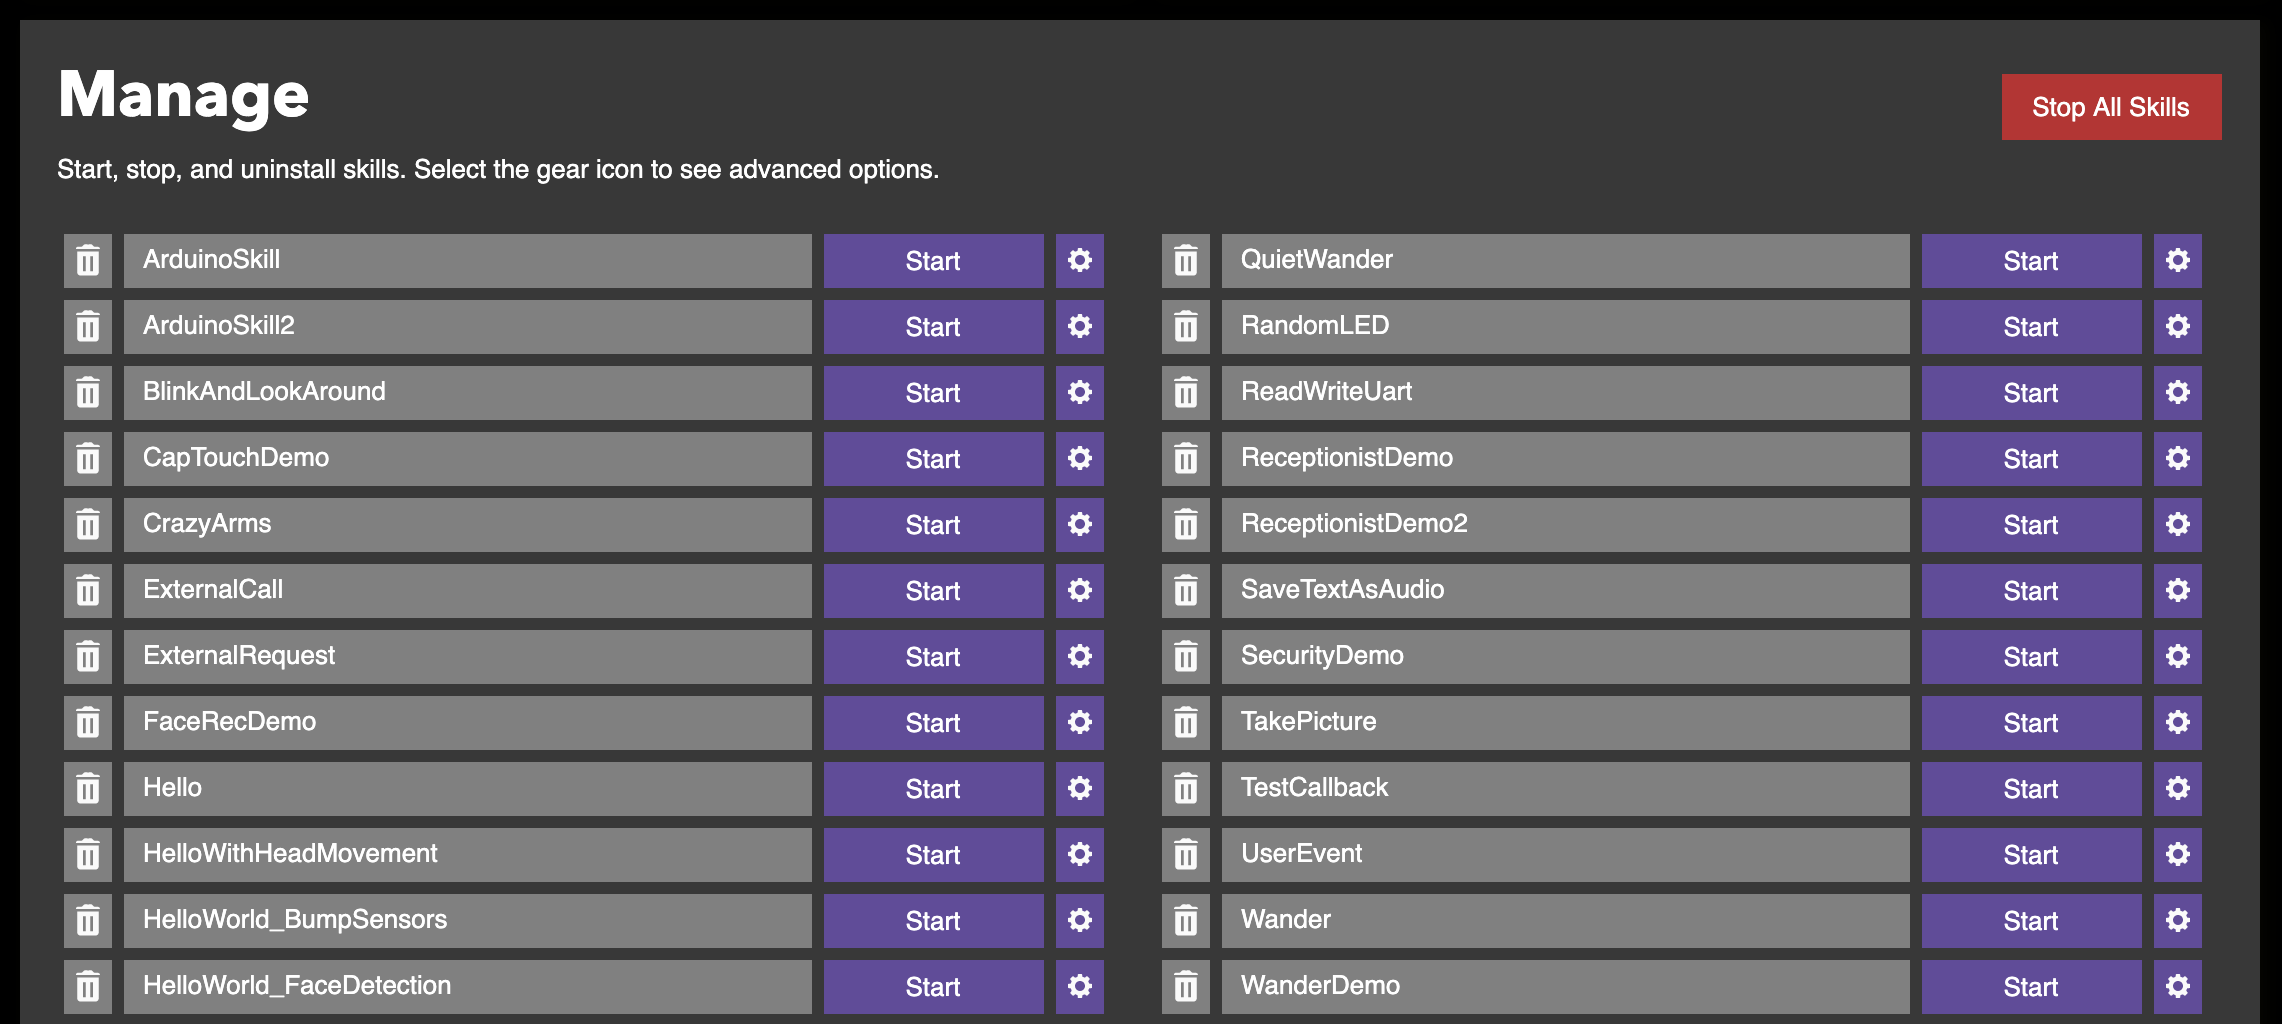 Manage
Stop All Skills
Start, stop, and uninstall skills. Select the gear icon to see advanced options.
ArduinoSkill Start
ArduinoSkill2 Start
BlinkAndLookAround Start
CapTouchDemo Start
CrazyArms Start
ExternalCall Start
ExternalRequest Start
FaceRecDemo Start
Hello Start
HelloWithHeadMovement Start
HelloWorld_BumpSensors Start
HelloWorld_FaceDetection Start
QuietWander Start
RandomLED Start
ReadWriteUart Start
ReceptionistDemo Start
ReceptionistDemo2 Start
SaveTextAsAudio Start
SecurityDemo Start
TakePicture Start
TestCallback Start
UserEvent Start
Wander Start
WanderDemo Start